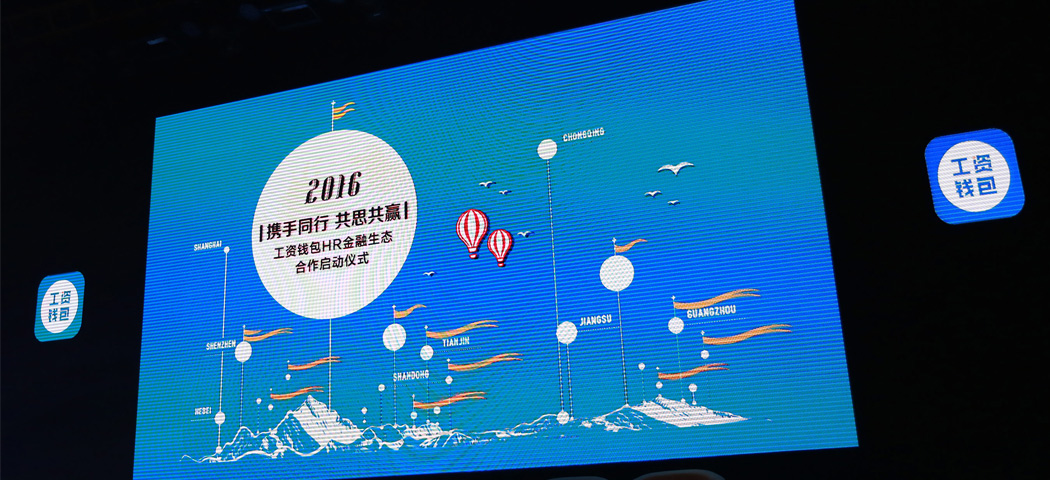 2016
携手同行 共思共赢
工资钱包HR金融生态
合作启动仪式
SHANGHAI
SHENZHEN
HEBEI
SHANDONG
TIANJIN
CHONGQING
JIANGSU
GUANGZHOU
工资
钱包
工资
钱包